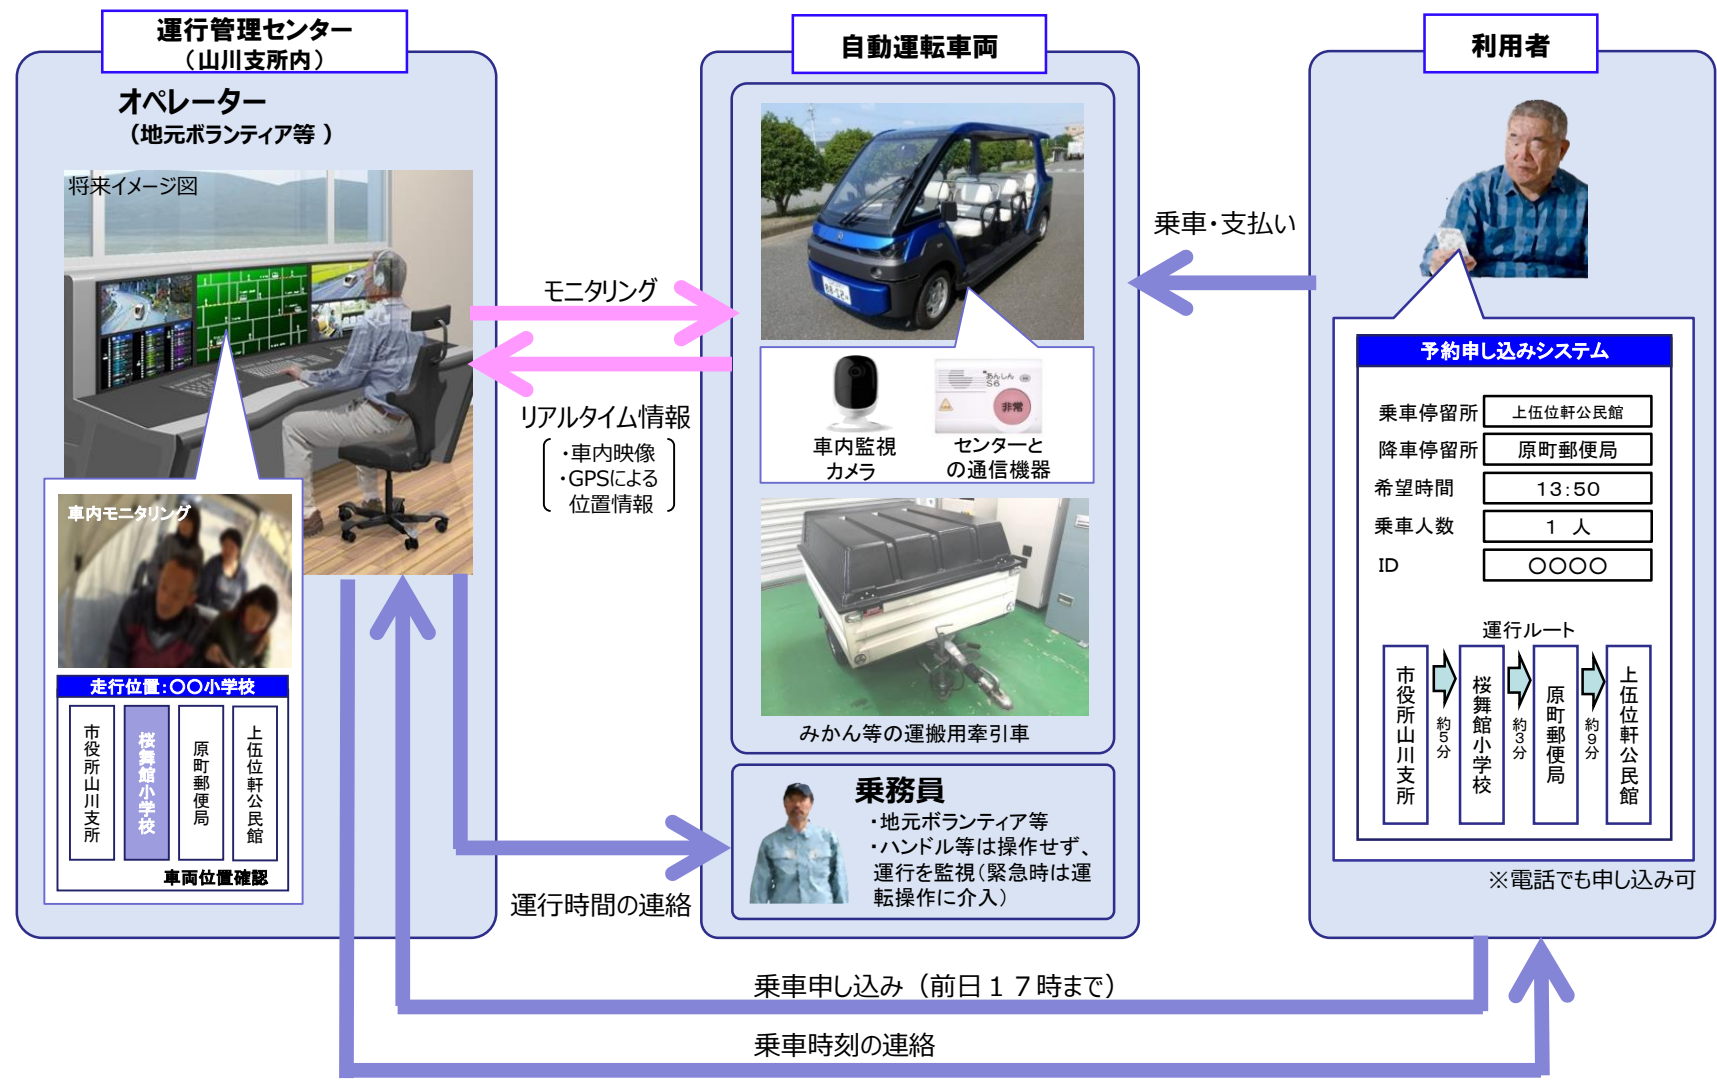 運行管理センター
（山川支所内）
オペレーター
（地元ボランティア等 ）
将来イメージ図
車内モニタリング
走行位置：〇〇小学校
市役所山川支所
桜舞館小学校
原町郵便局
上伍位軒公民館
車両位置確認
モニタリング
リアルタイム情報
・車内映像
・GPSによる
位置情報
運行時間の連絡
自動運転車両
車内監視
カメラ
あんしん
S6
非常
センターと
の通信機器
みかん等の運搬用牽引車
乗務員
・地元ボランティア等
・ハンドル等は操作せず、
運行を監視（緊急時は運
転操作に介入）
乗車・支払い
利用者
予約申し込みシステム
乗車停留所 上伍位軒公民館
降車停留所 原町郵便局
希望時間 13：50
乗車人数 1 人
ID 〇〇〇〇
運行ルート
市役所山川支所
約5分
桜舞館小学校
約3分
原町郵便局
約9分
上伍位軒公民館
※電話でも申し込み可
乗車申し込み（前日１７時まで）
乗車時刻の連絡